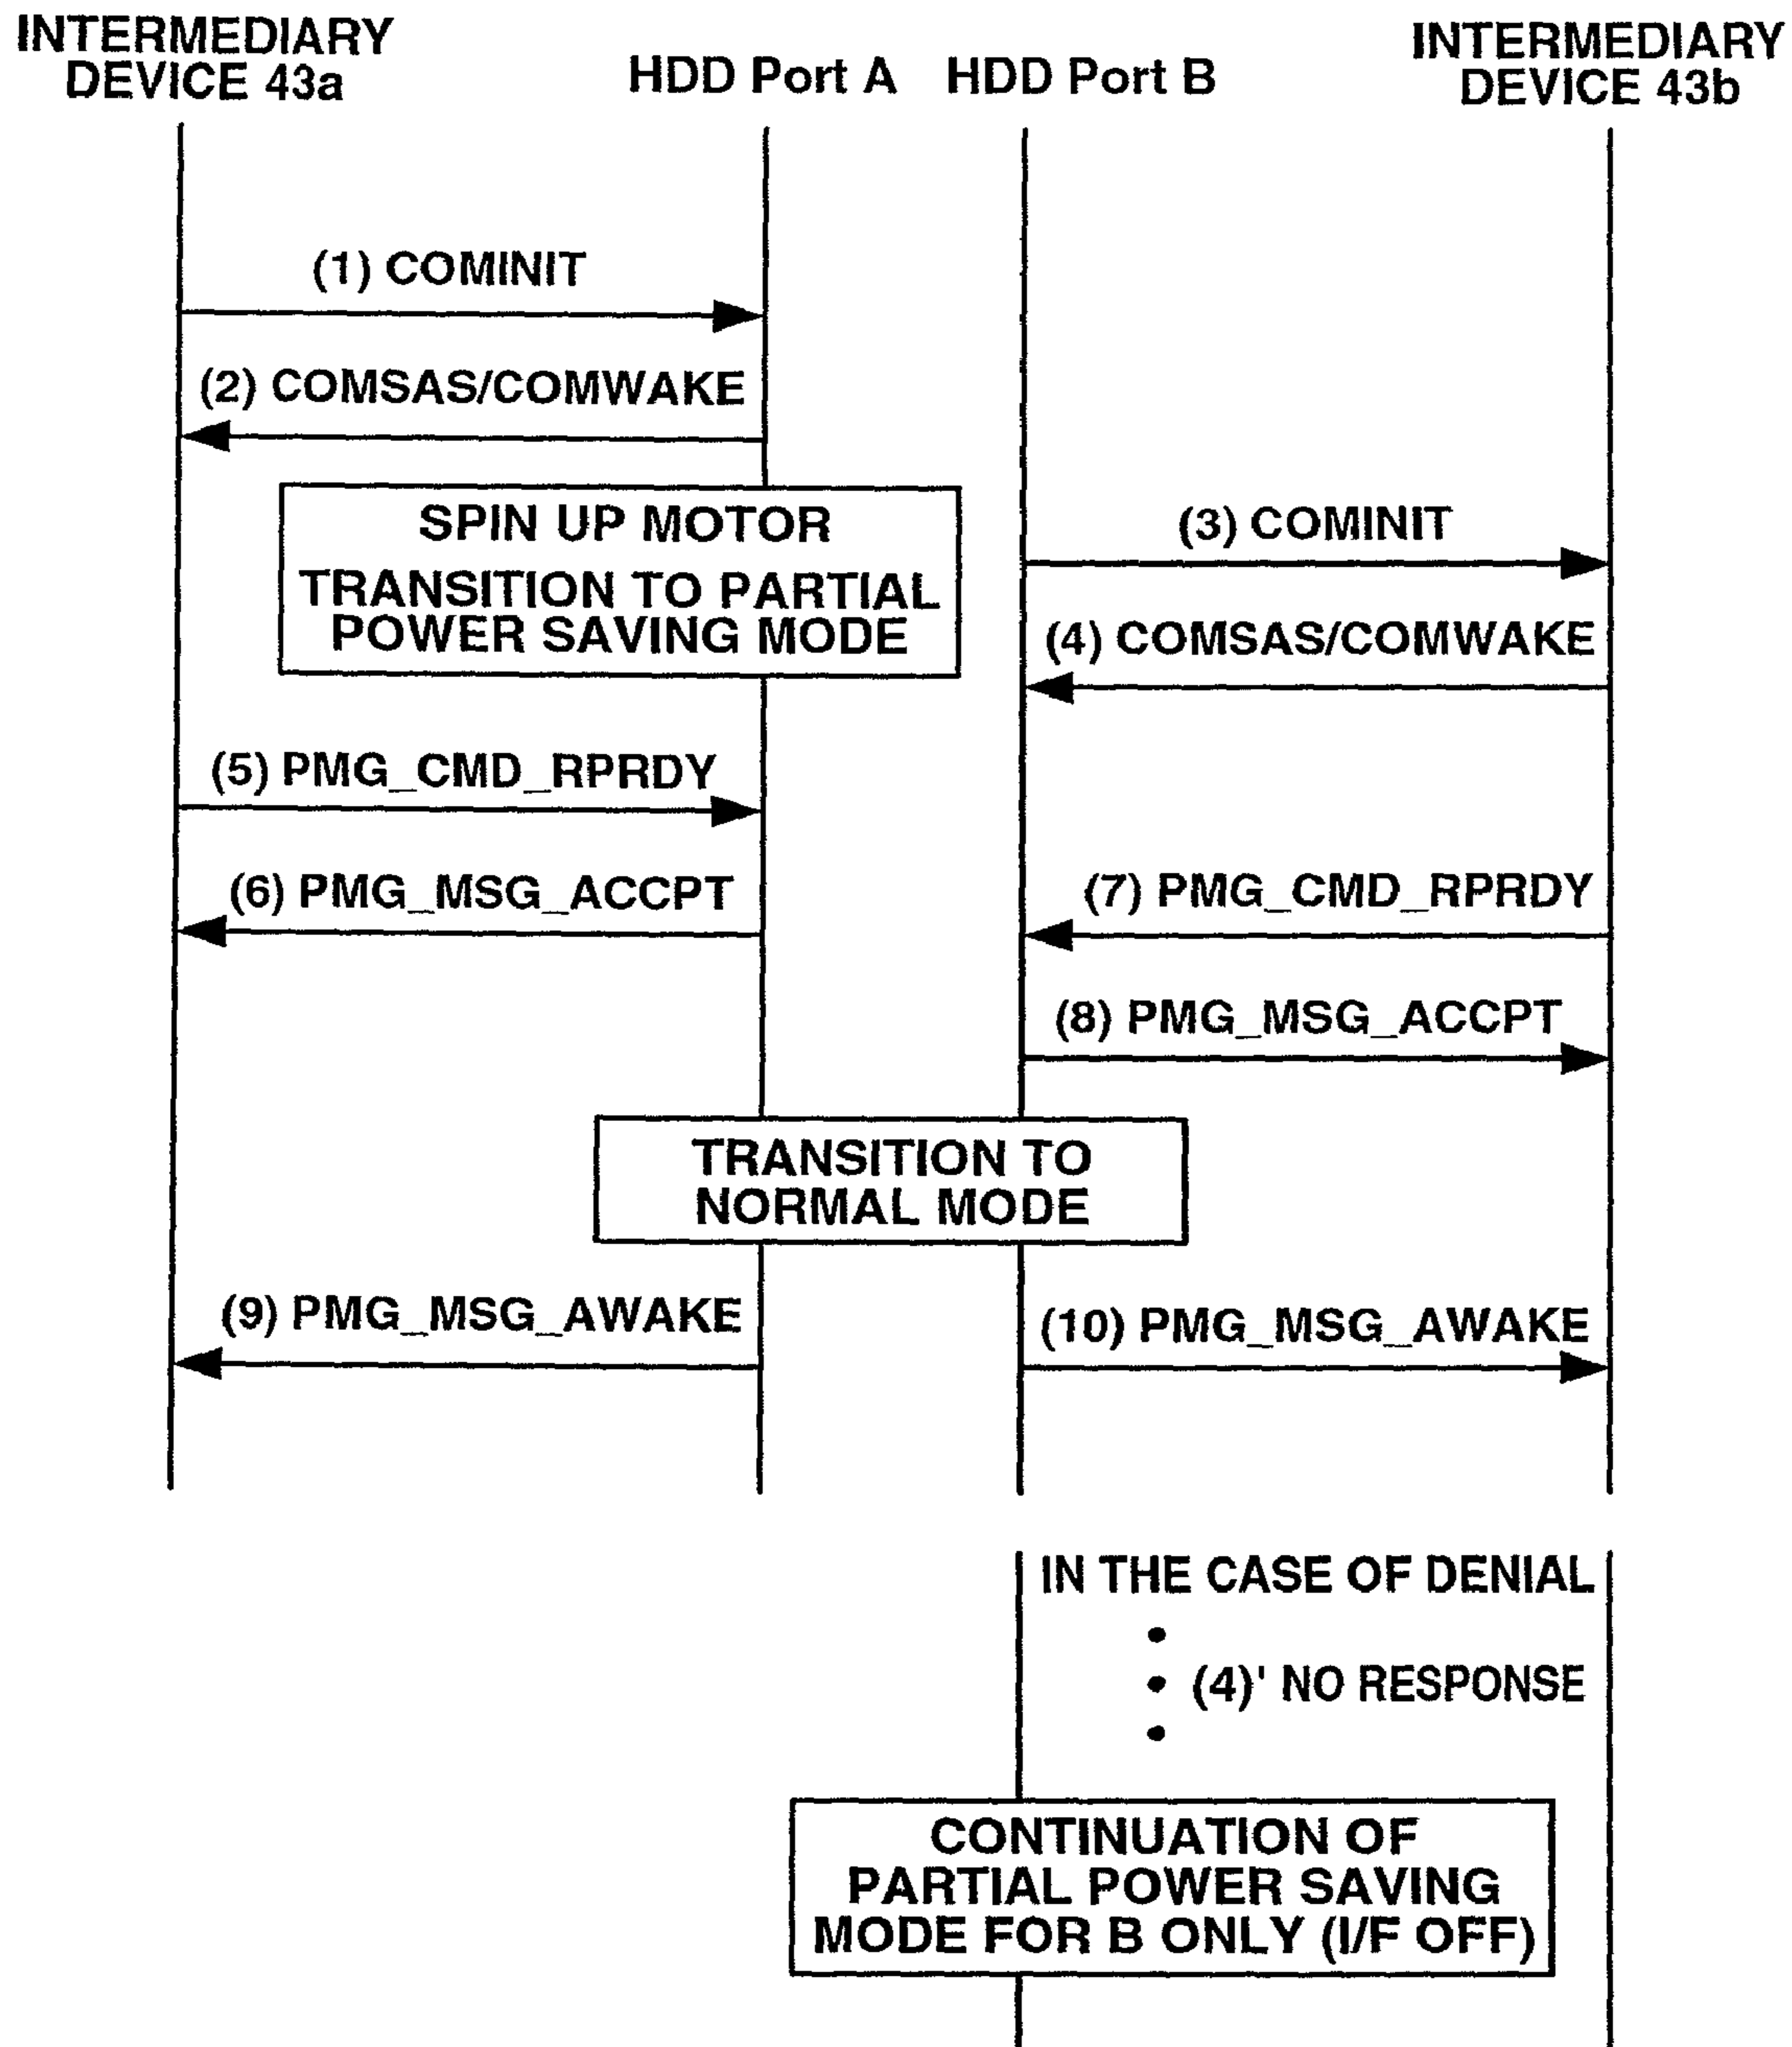 INTERMEDIARY
DEVICE 43a
HDD Port A
HDD Port B
INTERMEDIARY
DEVICE 43b
(1) COMINIT
(2) COMSAS/COMWAKE
SPIN UP MOTOR
TRANSITION TO PARTIAL
POWER SAVING MODE
(3) COMINIT
(4) COMSAS/COMWAKE
(5) PMG_CMD_RPRDY
(6) PMG_MSG_ACCPT
(7) PMG_CMD_RPRDY
(8) PMG_MSG_ACCPT
TRANSITION TO
NORMAL MODE
(9) PMG_MSG_AWAKE
(10) PMG_MSG_AWAKE
IN THE CASE OF DENIAL
(4)' NO RESPONSE
CONTINUATION OF
PARTIAL POWER SAVING
MODE FOR B ONLY (I/F OFF)